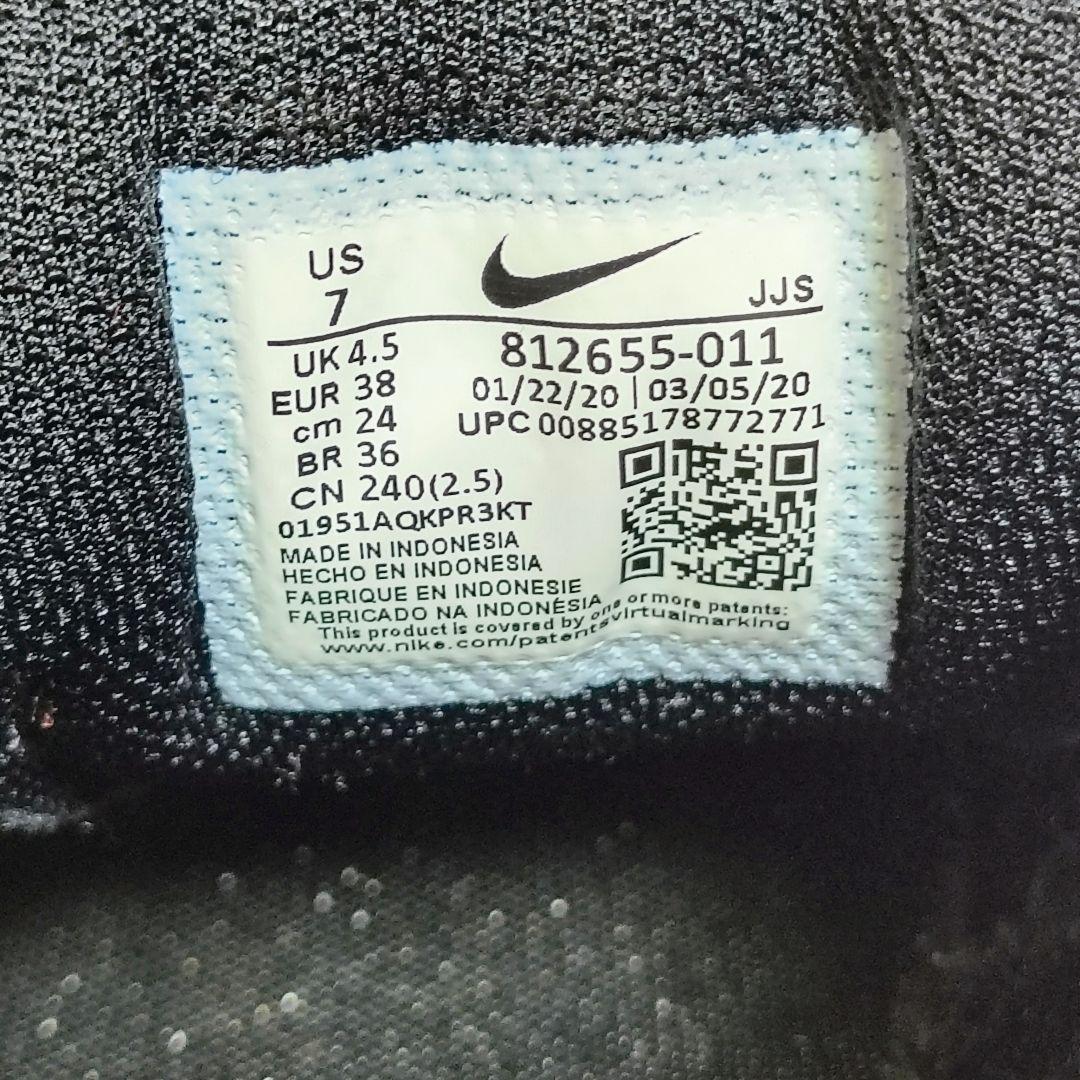 US
7
JJS
UK 4.5
EUR 38
cm 24
BR 36
CN 240(2.5)
812655-011
01/22/20 | 03/05/20
UPC 00885178772771
01951AQKPR3KT
MADE IN INDONESIA
HECHO EN INDONESIA
FABRIQUE EN INDONESIE
FABRICADO NA INDONÉSIA
This product is covered by one or more patents:
www.nike.com/patentsvirtualmarking